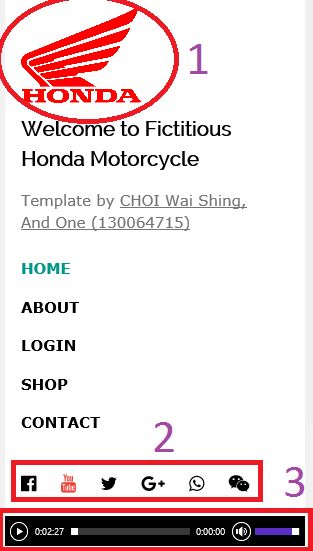 HONDA
1
Welcome to Fictitious
Honda Motorcycle
Template by CHOI Wai Shing,
And One (130064715)
HOME
ABOUT
LOGIN
SHOP
CONTACT
2
You Tube G+
3
0:02:27 0:00:00